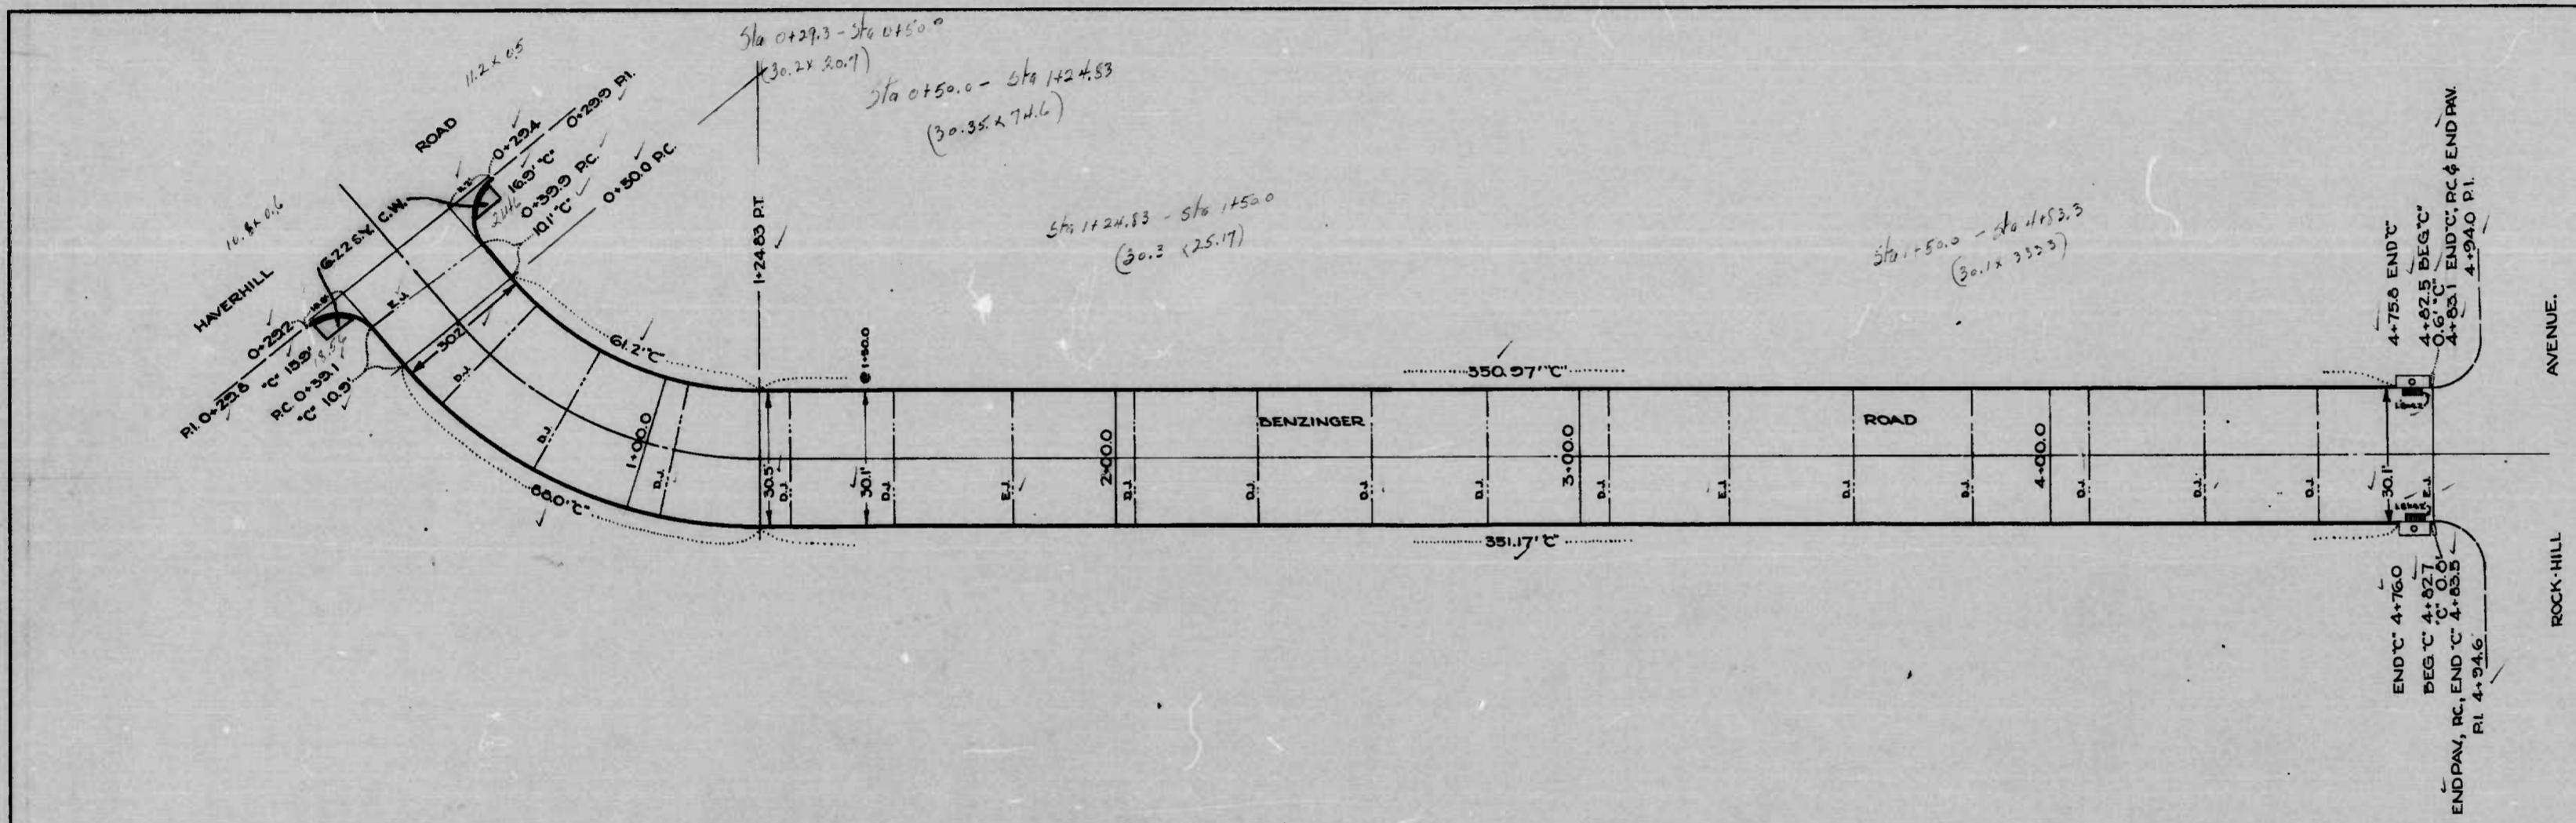 Sta 0+29.3 - Sta 0+50.0
(30.2 x 20.7)
11.2 x 0.5
Sta 0+50.0 - Sta 1+24.83
(30.35 x 74.6)
ROAD
0+29.4
0+29.9 P.I.
16.9' "C"
0+39.9 P.C.
10.1' "C"
0+50.0 P.C.
C.W.
10.8 x 0.6
HAVERHILL
0+29.2
P.I. 0+29.8
"C" 15.9'
P.C. 0+39.1
"C" 10.9'
E.J.
30.2
D.J.
D.J.
1+00.0
D.J.
61.2' "C"
88.0' "C"
1+24.83 P.T.
Sta 1+24.83 - Sta 1+50.0
(30.3 x 25.17)
Sta 1+50.0 - Sta 4+83.3
(30.1 x 333.3)
@ 1+50.0
350.97' "C"
BENZINGER
ROAD
30.5
D.J.
30.1'
D.J.
E.J.
2+00.0
D.J.
D.J.
D.J.
D.J.
3+00.0
D.J.
E.J.
D.J.
D.J.
4+00.0
D.J.
D.J.
D.J.
30.1'
E.J.
351.17' "C"
4+75.8 END "C"
4+82.5 BEG "C"
0.6' "C"
4+83.1 END "C", P.C. & END PAV.
4+94.0 P.I.
END "C" 4+76.0
BEG "C" 4+82.7
"C" 0.8'
END PAV., P.C., END "C" 4+83.5
P.I. 4+94.6
AVENUE.
ROCK-HILL